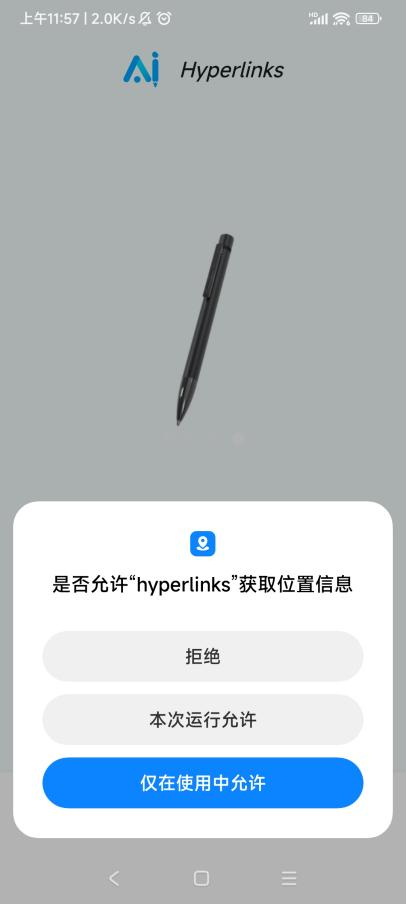 上午11:57 | 2.0K/s
HD
84
Ai Hyperlinks
是否允许“hyperlinks”获取位置信息
拒绝
本次运行允许
仅在使用中允许